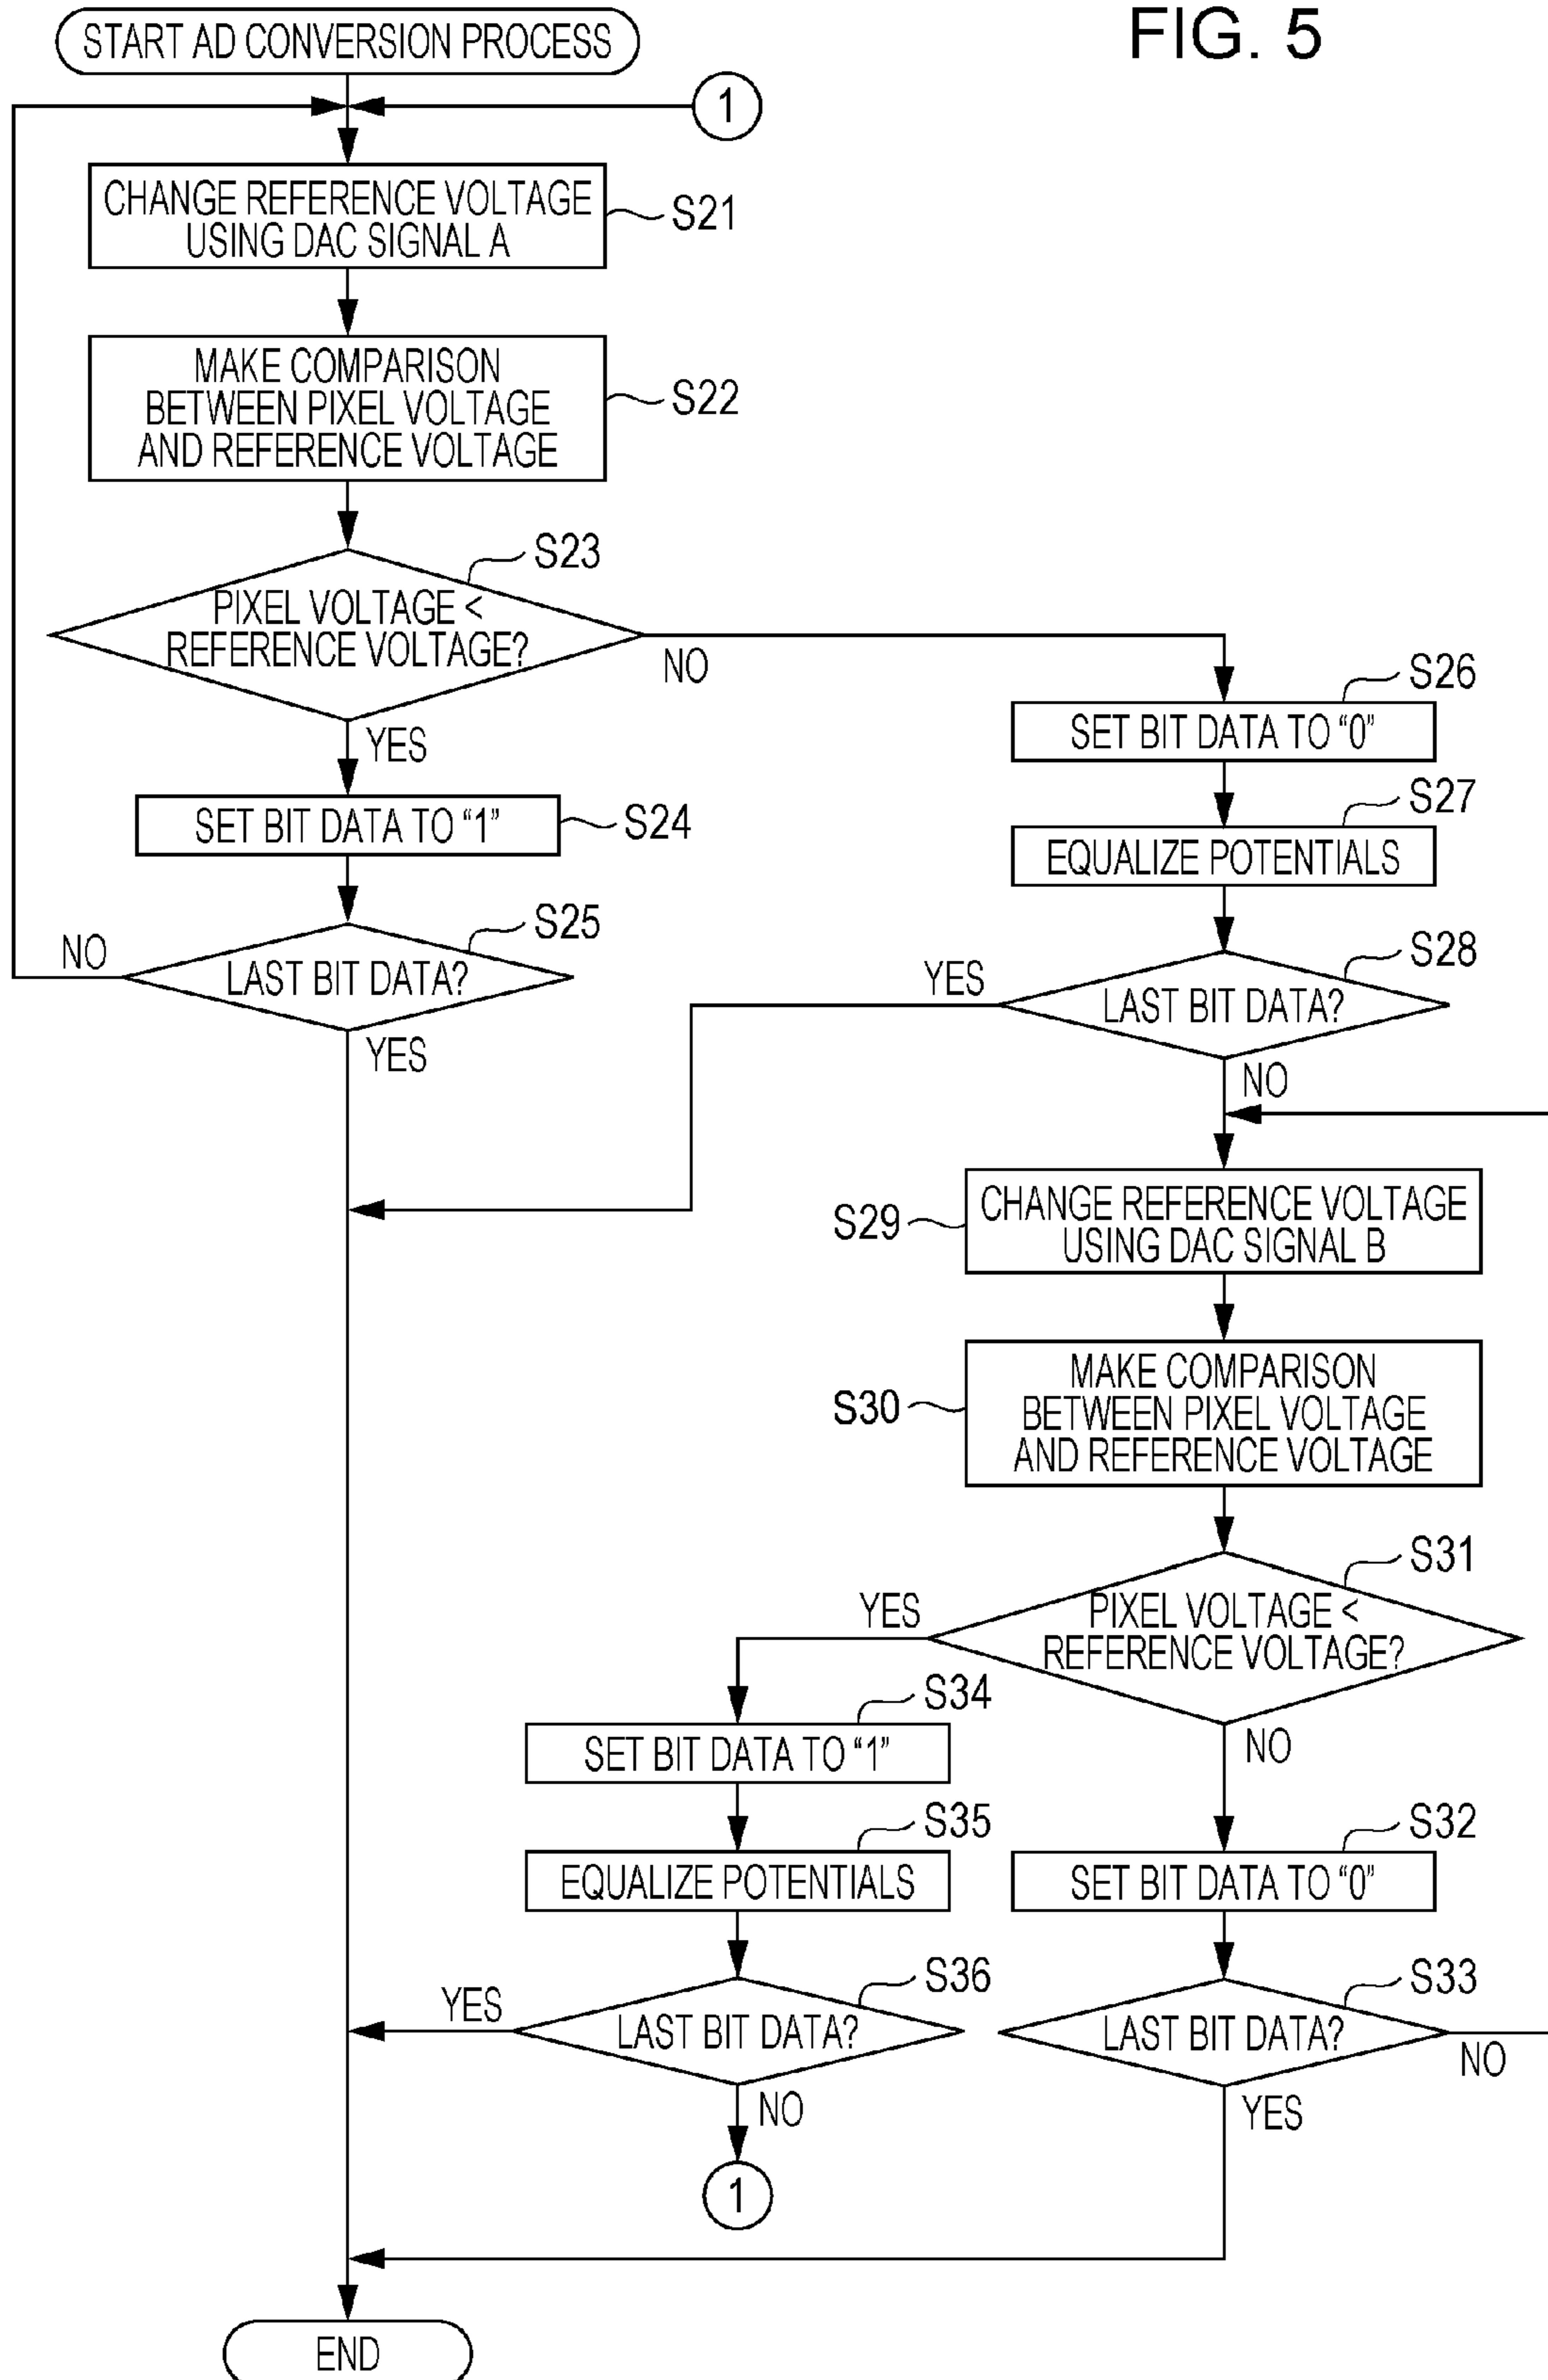 FIG. 5
START AD CONVERSION PROCESS
1
CHANGE REFERENCE VOLTAGE
USING DAC SIGNAL A
S21
MAKE COMPARISON
BETWEEN PIXEL VOLTAGE
AND REFERENCE VOLTAGE
S22
S23
PIXEL VOLTAGE <
REFERENCE VOLTAGE?
NO
YES
SET BIT DATA TO “1”
S24
S25
LAST BIT DATA?
NO
YES
S26
SET BIT DATA TO “0”
S27
EQUALIZE POTENTIALS
S28
LAST BIT DATA?
YES
NO
CHANGE REFERENCE VOLTAGE
USING DAC SIGNAL B
S29
MAKE COMPARISON
BETWEEN PIXEL VOLTAGE
AND REFERENCE VOLTAGE
S30
S31
PIXEL VOLTAGE <
REFERENCE VOLTAGE?
YES
NO
S34
SET BIT DATA TO “1”
S35
EQUALIZE POTENTIALS
S36
LAST BIT DATA?
YES
NO
1
S32
SET BIT DATA TO “0”
S33
LAST BIT DATA?
NO
YES
END